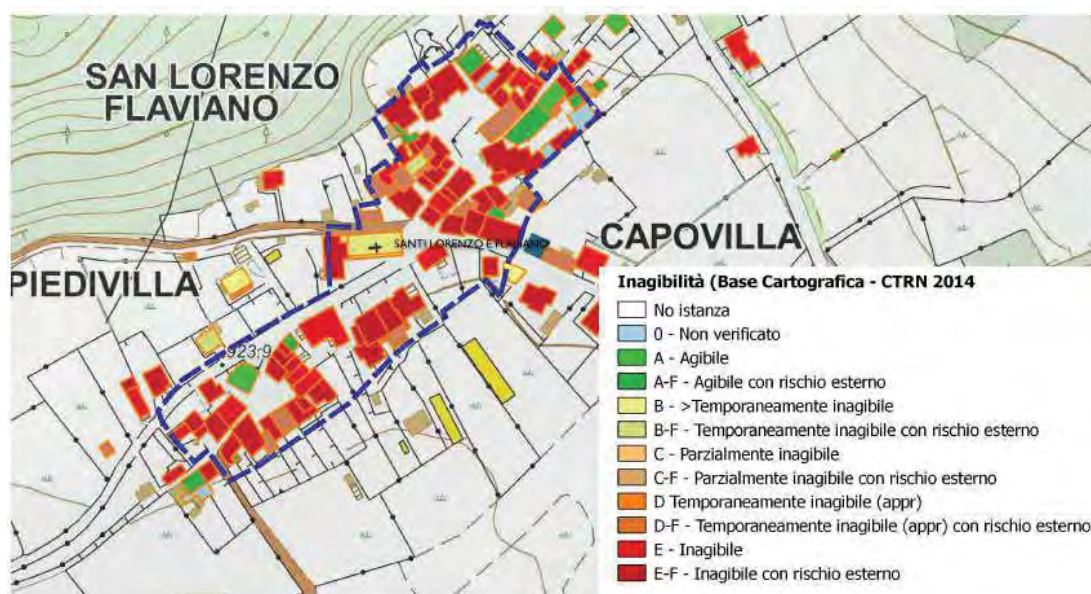 SAN LORENZO
FLAVIANO
SANTI LORENZO E FLAVIANO
CAPOVILLA
PIEDIVILLA
923.9
Inagibilità (Base Cartografica - CTRN 2014
No istanza
0 - Non verificato
A - Agibile
A-F - Agibile con rischio esterno
B - >Temporaneamente inagibile
B-F - Temporaneamente inagibile con rischio esterno
C - Parzialmente inagibile
C-F - Parzialmente inagibile con rischio esterno
D Temporaneamente inagibile (appr)
D-F - Temporaneamente inagibile (appr) con rischio esterno
E - Inagibile
E-F - Inagibile con rischio esterno